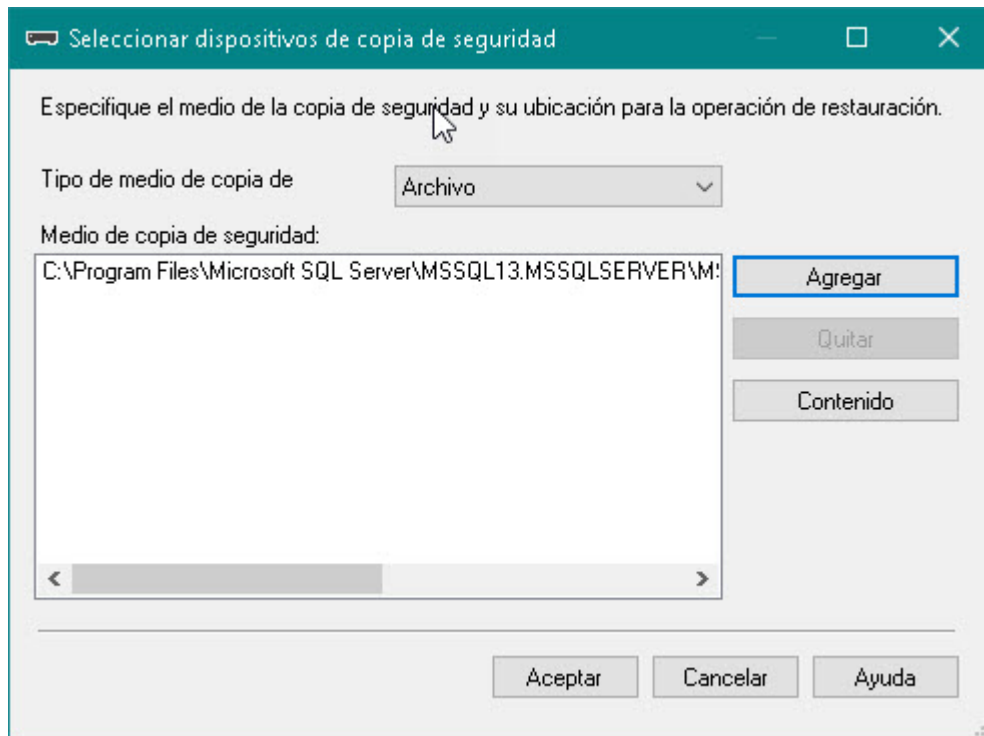 Seleccionar dispositivos de copia de seguridad
Especifique el medio de la copia de seguridad y su ubicación para la operación de restauración.
Tipo de medio de copia de
Archivo
Medio de copia de seguridad:
C:\Program Files\Microsoft SQL Server\MSSQL13.MSSQLSERVER\MS
Agregar
Quitar
Contenido
Aceptar
Cancelar
Ayuda